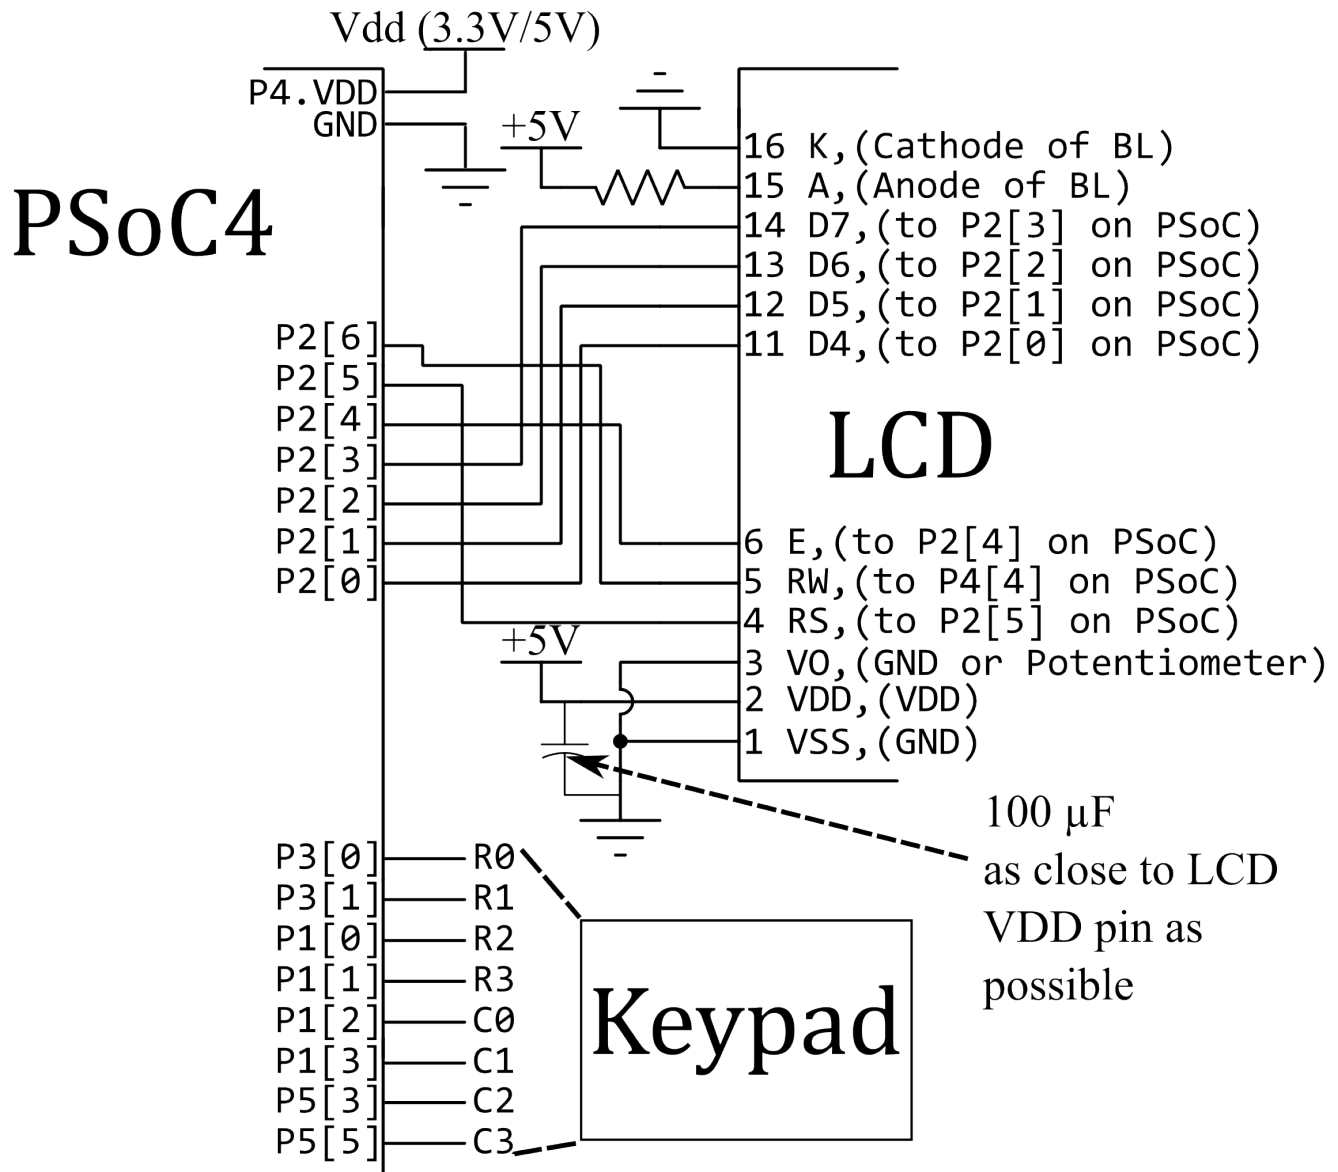 Vdd (3.3V/5V)
P4.VDD
GND
PSoC4
+5V
16 K,(Cathode of BL)
15 A,(Anode of BL)
14 D7,(to P2[3] on PSoC)
13 D6,(to P2[2] on PSoC)
12 D5,(to P2[1] on PSoC)
11 D4,(to P2[0] on PSoC)
P2[6]
P2[5]
P2[4]
P2[3]
P2[2]
P2[1]
P2[0]
LCD
6 E,(to P2[4] on PSoC)
5 RW,(to P4[4] on PSoC)
4 RS,(to P2[5] on PSoC)
+5V
3 VO,(GND or Potentiometer)
2 VDD,(VDD)
1 VSS,(GND)
100 µF
as close to LCD
VDD pin as
possible
P3[0] R0
P3[1] R1
P1[0] R2
P1[1] R3
P1[2] C0
P1[3] C1
P5[3] C2
P5[5] C3
Keypad